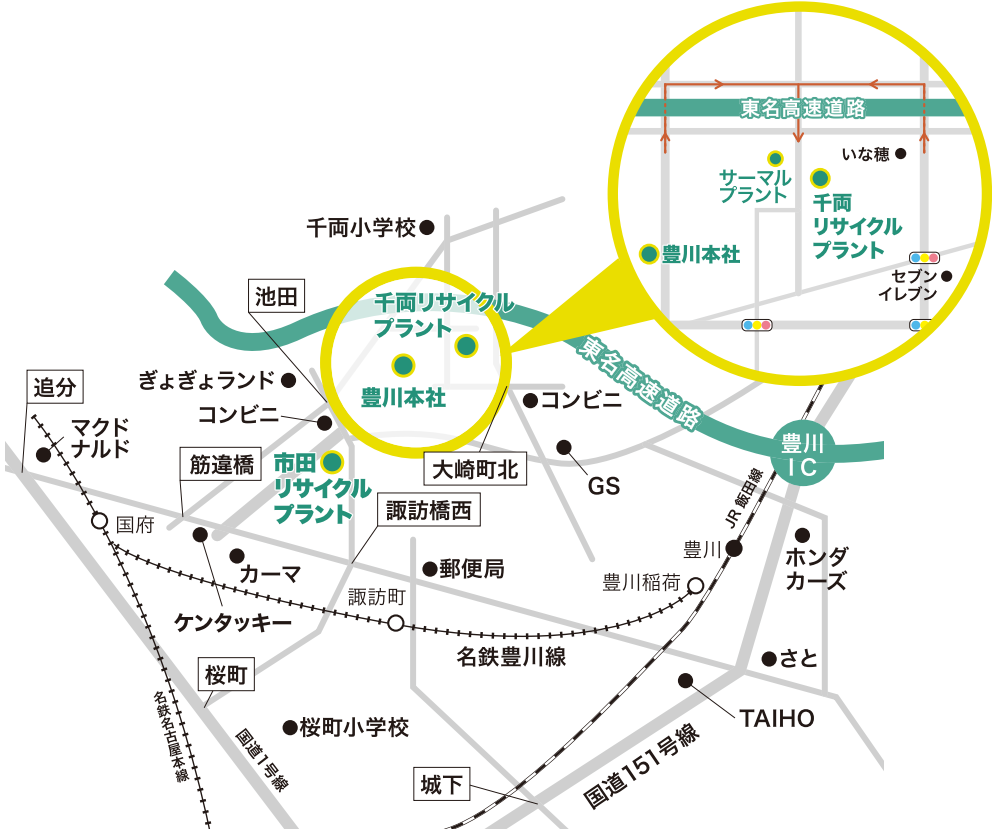 東名高速道路
いな穂
サーマル
プラント
千両
リサイクル
プラント
豊川本社
セブン
イレブン
千両小学校
池田
千両リサイクル
プラント
豊川本社
東名高速道路
追分
ぎょぎょランド
コンビニ
コンビニ
マクド
ナルド
筋違橋
市田
リサイクル
プラント
大崎町北
GS
豊川
IC
諏訪橋西
JR 飯田線
国府
カーマ
郵便局
豊川
ホンダ
カーズ
豊川稲荷
諏訪町
ケンタッキー
名鉄豊川線
さと
桜町
名鉄名古屋本線
TAIHO
桜町小学校
国道1号線
国道151号線
城下